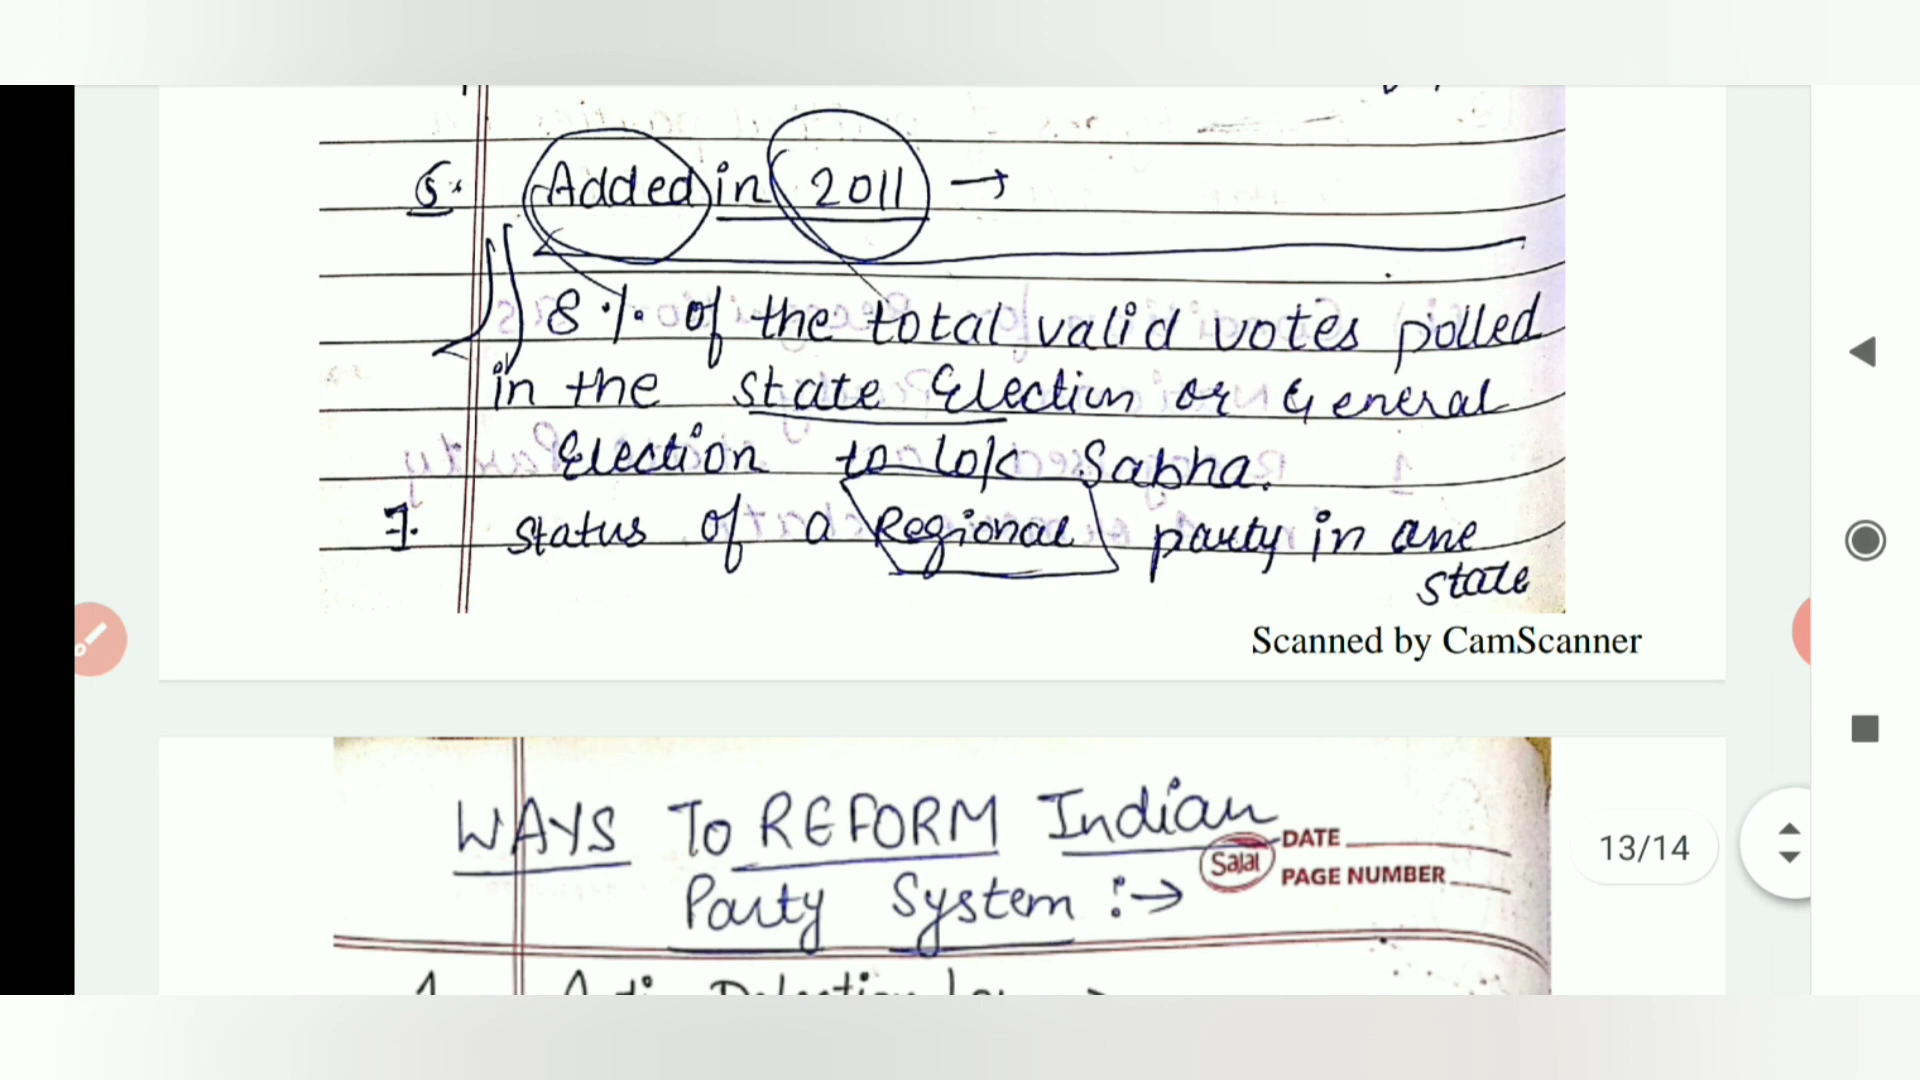 5. Added in 2011 →
8 % of the total valid votes polled
in the state Election or General
Election to lok Sabha.
7. status of a Regional party in one
state
Scanned by CamScanner
WAYS To REFORM Indian
Salal DATE
PAGE NUMBER
Party System :→
13/14